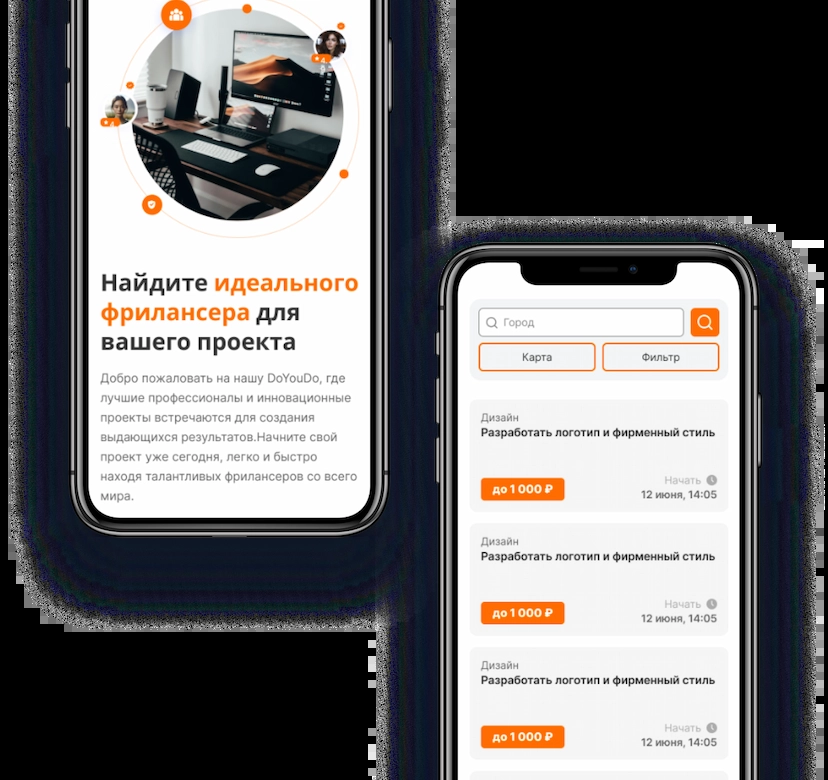 Найдите идеального
фрилансера для
вашего проекта
Добро пожаловать на нашу DoYouDo, где
лучшие профессионалы и инновационные
проекты встречаются для создания
выдающихся результатов.Начните свой
проект уже сегодня, легко и быстро
находя талантливых фрилансеров со всего
мира.
Город
Карта Фильтр
Дизайн
Разработать логотип и фирменный стиль
Начать
до 1 000 ₽
12 июня, 14:05
Дизайн
Разработать логотип и фирменный стиль
Начать
до 1 000 ₽
12 июня, 14:05
Дизайн
Разработать логотип и фирменный стиль
Начать
до 1 000 ₽
12 июня, 14:05